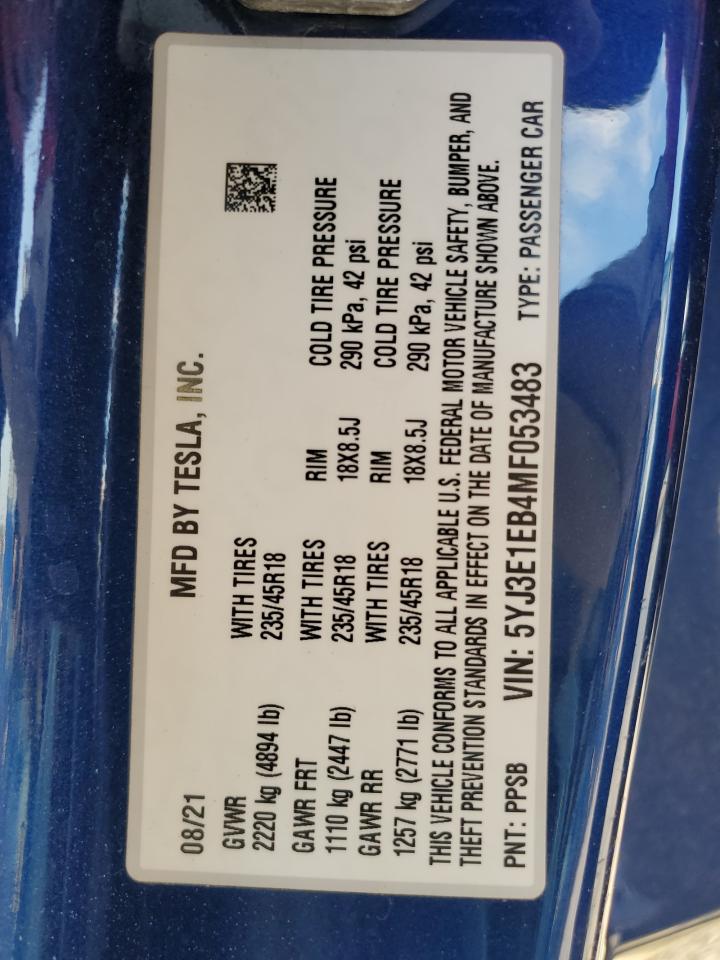 08/21 MFD BY TESLA, INC.
GVWR WITH TIRES
2220 kg (4894 lb) 235/45R18
GAWR FRT WITH TIRES RIM COLD TIRE PRESSURE
1110 kg (2447 lb) 235/45R18 18X8.5J 290 kPa, 42 psi
GAWR RR WITH TIRES RIM COLD TIRE PRESSURE
1257 kg (2771 lb) 235/45R18 18X8.5J 290 kPa, 42 psi
THIS VEHICLE CONFORMS TO ALL APPLICABLE U.S. FEDERAL MOTOR VEHICLE SAFETY, BUMPER, AND
THEFT PREVENTION STANDARDS IN EFFECT ON THE DATE OF MANUFACTURE SHOWN ABOVE.
PNT: PPSB VIN: 5YJ3E1EB4MF053483 TYPE: PASSENGER CAR